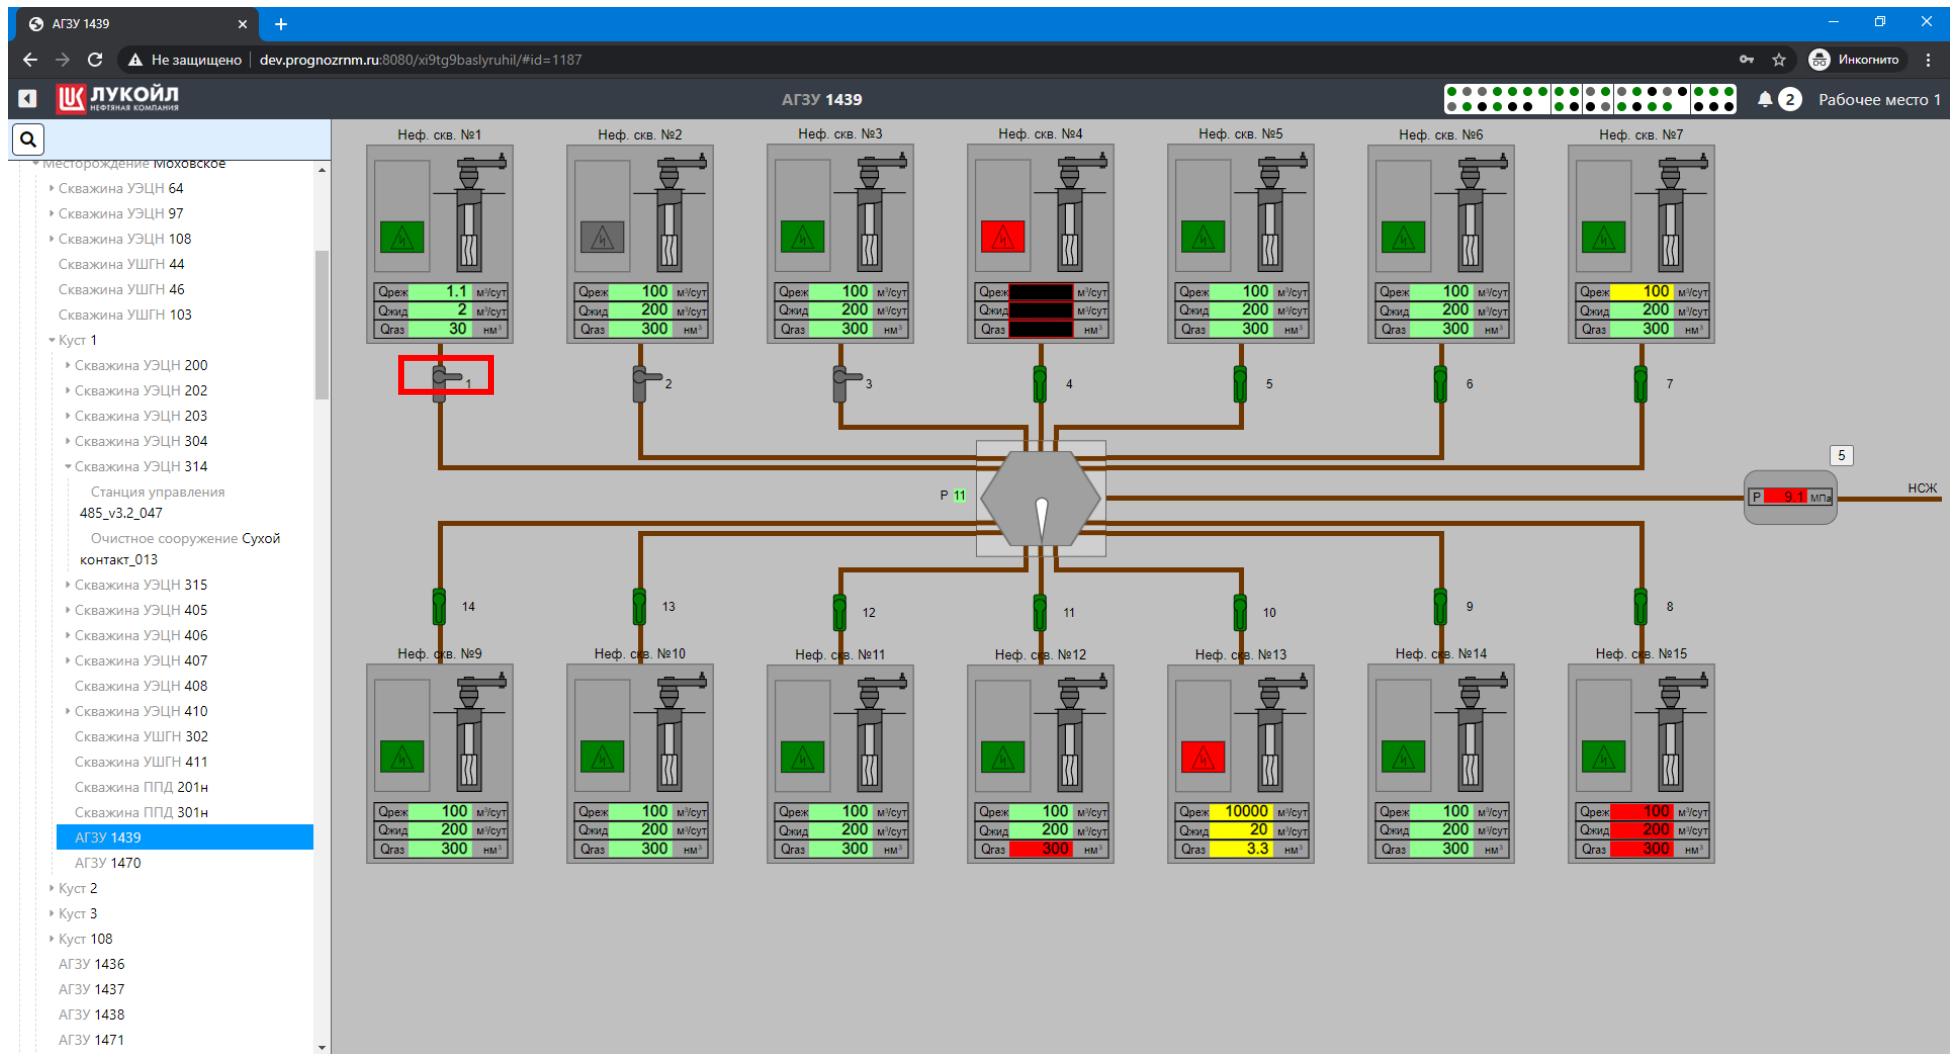 АГЗУ 1439
Не защищено
dev.prognozrnm.ru:8080/xi9tg9baslyruhil/#id=1187
Инкогнито
ЛУКОЙЛ
НЕФТЯНАЯ КОМПАНИЯ
АГЗУ 1439
2
Рабочее место 1
Месторождение Моховское
Скважина УЭЦН 64
Скважина УЭЦН 97
Скважина УЭЦН 108
Скважина УШГН 44
Скважина УШГН 46
Скважина УШГН 103
Куст 1
Скважина УЭЦН 200
Скважина УЭЦН 202
Скважина УЭЦН 203
Скважина УЭЦН 304
Скважина УЭЦН 314
Станция управления
485_v3.2_047
Очистное сооружение Сухой
контакт_013
Скважина УЭЦН 315
Скважина УЭЦН 405
Скважина УЭЦН 406
Скважина УЭЦН 407
Скважина УЭЦН 408
Скважина УЭЦН 410
Скважина УШГН 302
Скважина УШГН 411
Скважина ППД 201н
Скважина ППД 301н
АГЗУ 1439
АГЗУ 1470
Куст 2
Куст 3
Куст 108
АГЗУ 1436
АГЗУ 1437
АГЗУ 1438
АГЗУ 1471
Неф. скв. №1
Qреж 1.1 м³/сут
Qжид 2 м³/сут
Qгаз 30 нм³
Неф. скв. №2
Qреж 100 м³/сут
Qжид 200 м³/сут
Qгаз 300 нм³
Неф. скв. №3
Qреж 100 м³/сут
Qжид 200 м³/сут
Qгаз 300 нм³
Неф. скв. №4
Qреж м³/сут
Qжид м³/сут
Qгаз нм³
Неф. скв. №5
Qреж 100 м³/сут
Qжид 200 м³/сут
Qгаз 300 нм³
Неф. скв. №6
Qреж 100 м³/сут
Qжид 200 м³/сут
Qгаз 300 нм³
Неф. скв. №7
Qреж 100 м³/сут
Qжид 200 м³/сут
Qгаз 300 нм³
1
2
3
4
5
6
7
P 11
5
P 9.1 МПа
НСЖ
14
13
12
11
10
9
8
Неф. скв. №9
Qреж 100 м³/сут
Qжид 200 м³/сут
Qгаз 300 нм³
Неф. скв. №10
Qреж 100 м³/сут
Qжид 200 м³/сут
Qгаз 300 нм³
Неф. скв. №11
Qреж 100 м³/сут
Qжид 200 м³/сут
Qгаз 300 нм³
Неф. скв. №12
Qреж 100 м³/сут
Qжид 200 м³/сут
Qгаз 300 нм³
Неф. скв. №13
Qреж 10000 м³/сут
Qжид 20 м³/сут
Qгаз 3.3 нм³
Неф. скв. №14
Qреж 100 м³/сут
Qжид 200 м³/сут
Qгаз 300 нм³
Неф. скв. №15
Qреж 100 м³/сут
Qжид 200 м³/сут
Qгаз 300 нм³